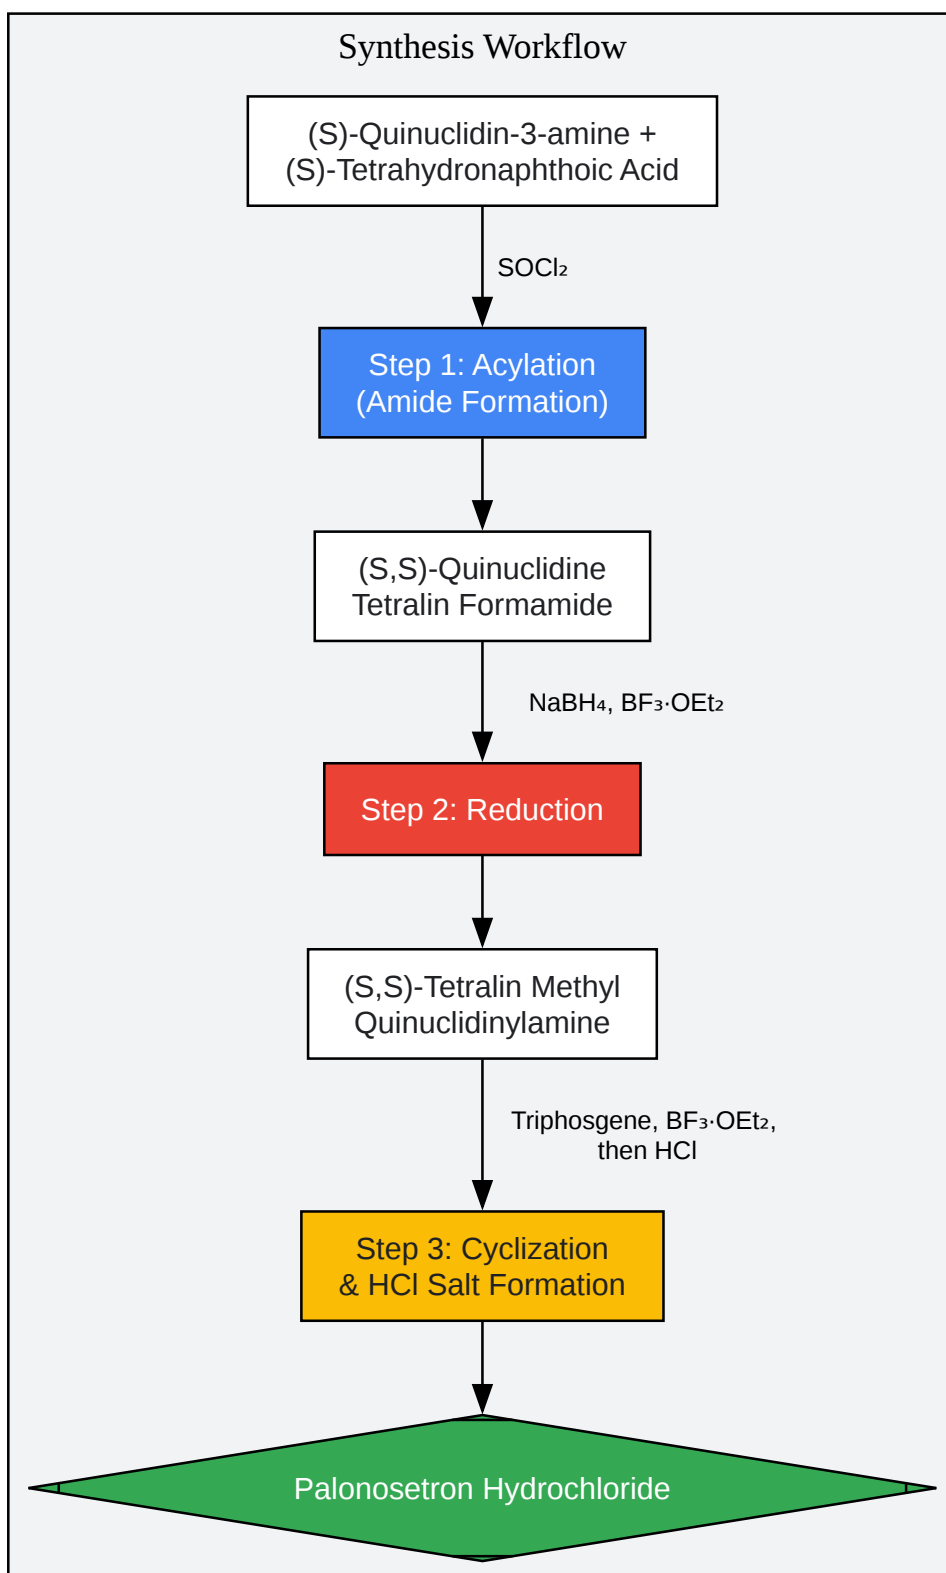 Synthesis Workflow
(S)-Quinuclidin-3-amine +
(S)-Tetrahydronaphthoic Acid
SOCl₂
Step 1: Acylation
(Amide Formation)
(S,S)-Quinuclidine
Tetralin Formamide
NaBH₄, BF₃·OEt₂
Step 2: Reduction
(S,S)-Tetralin Methyl
Quinuclidinylamine
Triphosgene, BF₃·OEt₂,
then HCl
Step 3: Cyclization
& HCl Salt Formation
Palonosetron Hydrochloride